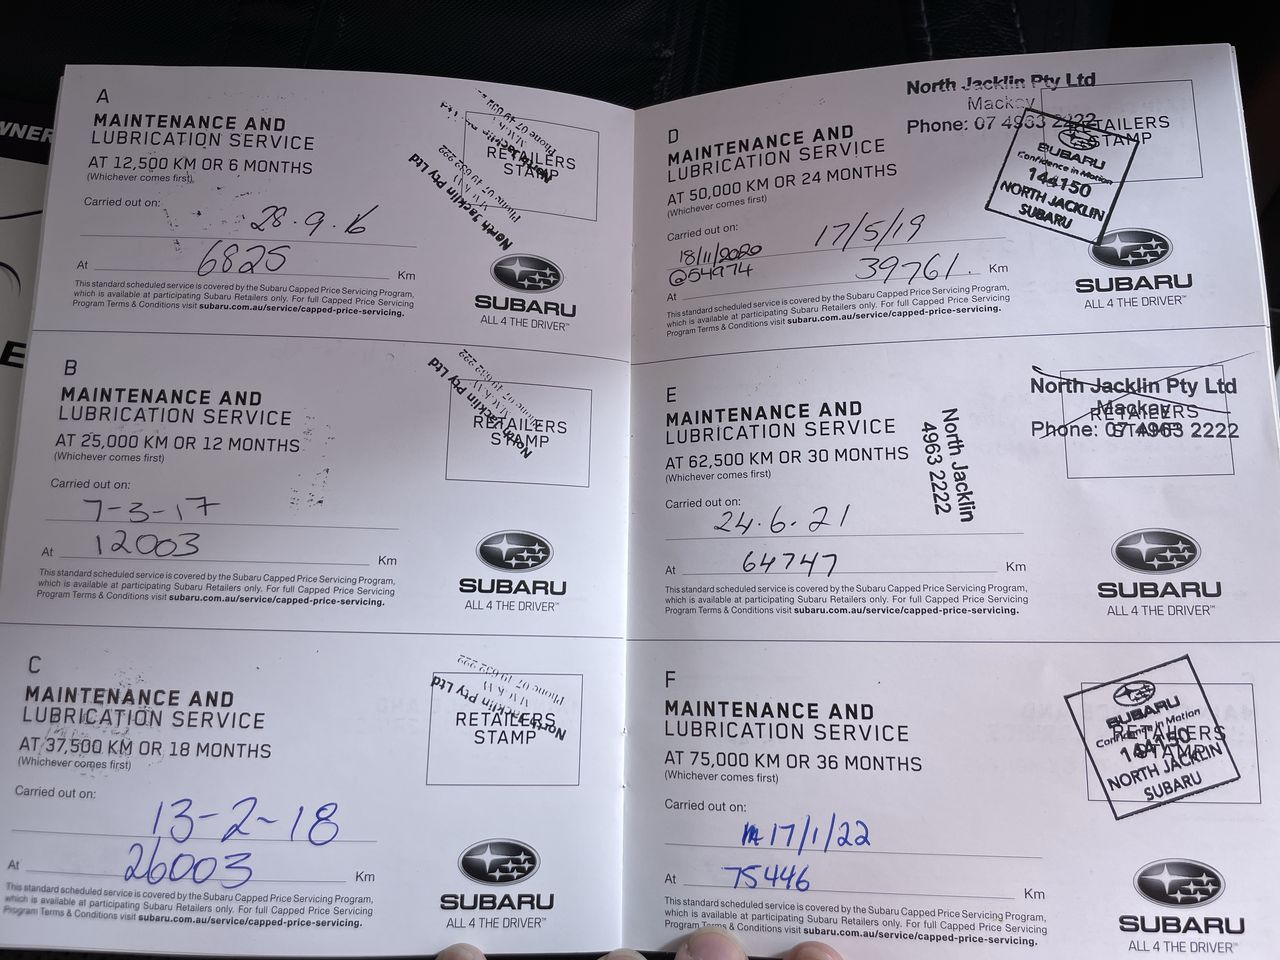 WNER
E
A
MAINTENANCE AND
LUBRICATION SERVICE
AT 12,500 KM OR 6 MONTHS
(Whichever comes first)
Carried out on:
28.9.16
At 6825 Km
This standard scheduled service is covered by the Subaru Capped Price Servicing Program,
which is available at participating Subaru Retailers only. For full Capped Price Servicing
Program Terms & Conditions visit subaru.com.au/service/capped-price-servicing.
North Jacklin Pty Ltd
RETAILERS
STAMP
SUBARU
ALL 4 THE DRIVER™
B
MAINTENANCE AND
LUBRICATION SERVICE
AT 25,000 KM OR 12 MONTHS
(Whichever comes first)
Carried out on:
7-3-17
At 12003 Km
This standard scheduled service is covered by the Subaru Capped Price Servicing Program,
which is available at participating Subaru Retailers only. For full Capped Price Servicing
Program Terms & Conditions visit subaru.com.au/service/capped-price-servicing.
North Jacklin Pty Ltd
RETAILERS
STAMP
SUBARU
ALL 4 THE DRIVER™
C
MAINTENANCE AND
LUBRICATION SERVICE
AT 37,500 KM OR 18 MONTHS
(Whichever comes first)
Carried out on:
13-2-18
At 26003 Km
This standard scheduled service is covered by the Subaru Capped Price Servicing Program,
which is available at participating Subaru Retailers only. For full Capped Price Servicing
Program Terms & Conditions visit subaru.com.au/service/capped-price-servicing.
North Jacklin Pty Ltd
RETAILERS
STAMP
SUBARU
ALL 4 THE DRIVER™
D
MAINTENANCE AND
LUBRICATION SERVICE
AT 50,000 KM OR 24 MONTHS
(Whichever comes first)
Carried out on:
17/5/19
18/11/2020
@54974
At 39761. Km
This standard scheduled service is covered by the Subaru Capped Price Servicing Program,
which is available at participating Subaru Retailers only. For full Capped Price Servicing
Program Terms & Conditions visit subaru.com.au/service/capped-price-servicing.
North Jacklin Pty Ltd
Mackay
Phone: 07 4963 2222
RETAILERS
STAMP
SUBARU
Confidence in Motion
144150
NORTH JACKLIN
SUBARU
SUBARU
ALL 4 THE DRIVER™
E
MAINTENANCE AND
LUBRICATION SERVICE
AT 62,500 KM OR 30 MONTHS
(Whichever comes first)
Carried out on:
24.6.21
At 64747 Km
This standard scheduled service is covered by the Subaru Capped Price Servicing Program,
which is available at participating Subaru Retailers only. For full Capped Price Servicing
Program Terms & Conditions visit subaru.com.au/service/capped-price-servicing.
North Jacklin
4963 2222
North Jacklin Pty Ltd
Mackay
Phone: 07 4963 2222
RETAILERS
STAMP
SUBARU
ALL 4 THE DRIVER™
F
MAINTENANCE AND
LUBRICATION SERVICE
AT 75,000 KM OR 36 MONTHS
(Whichever comes first)
Carried out on:
17/1/22
At 75446 Km
This standard scheduled service is covered by the Subaru Capped Price Servicing Program,
which is available at participating Subaru Retailers only. For full Capped Price Servicing
Program Terms & Conditions visit subaru.com.au/service/capped-price-servicing.
RETAILERS
STAMP
SUBARU
Confidence in Motion
144150
NORTH JACKLIN
SUBARU
SUBARU
ALL 4 THE DRIVER™